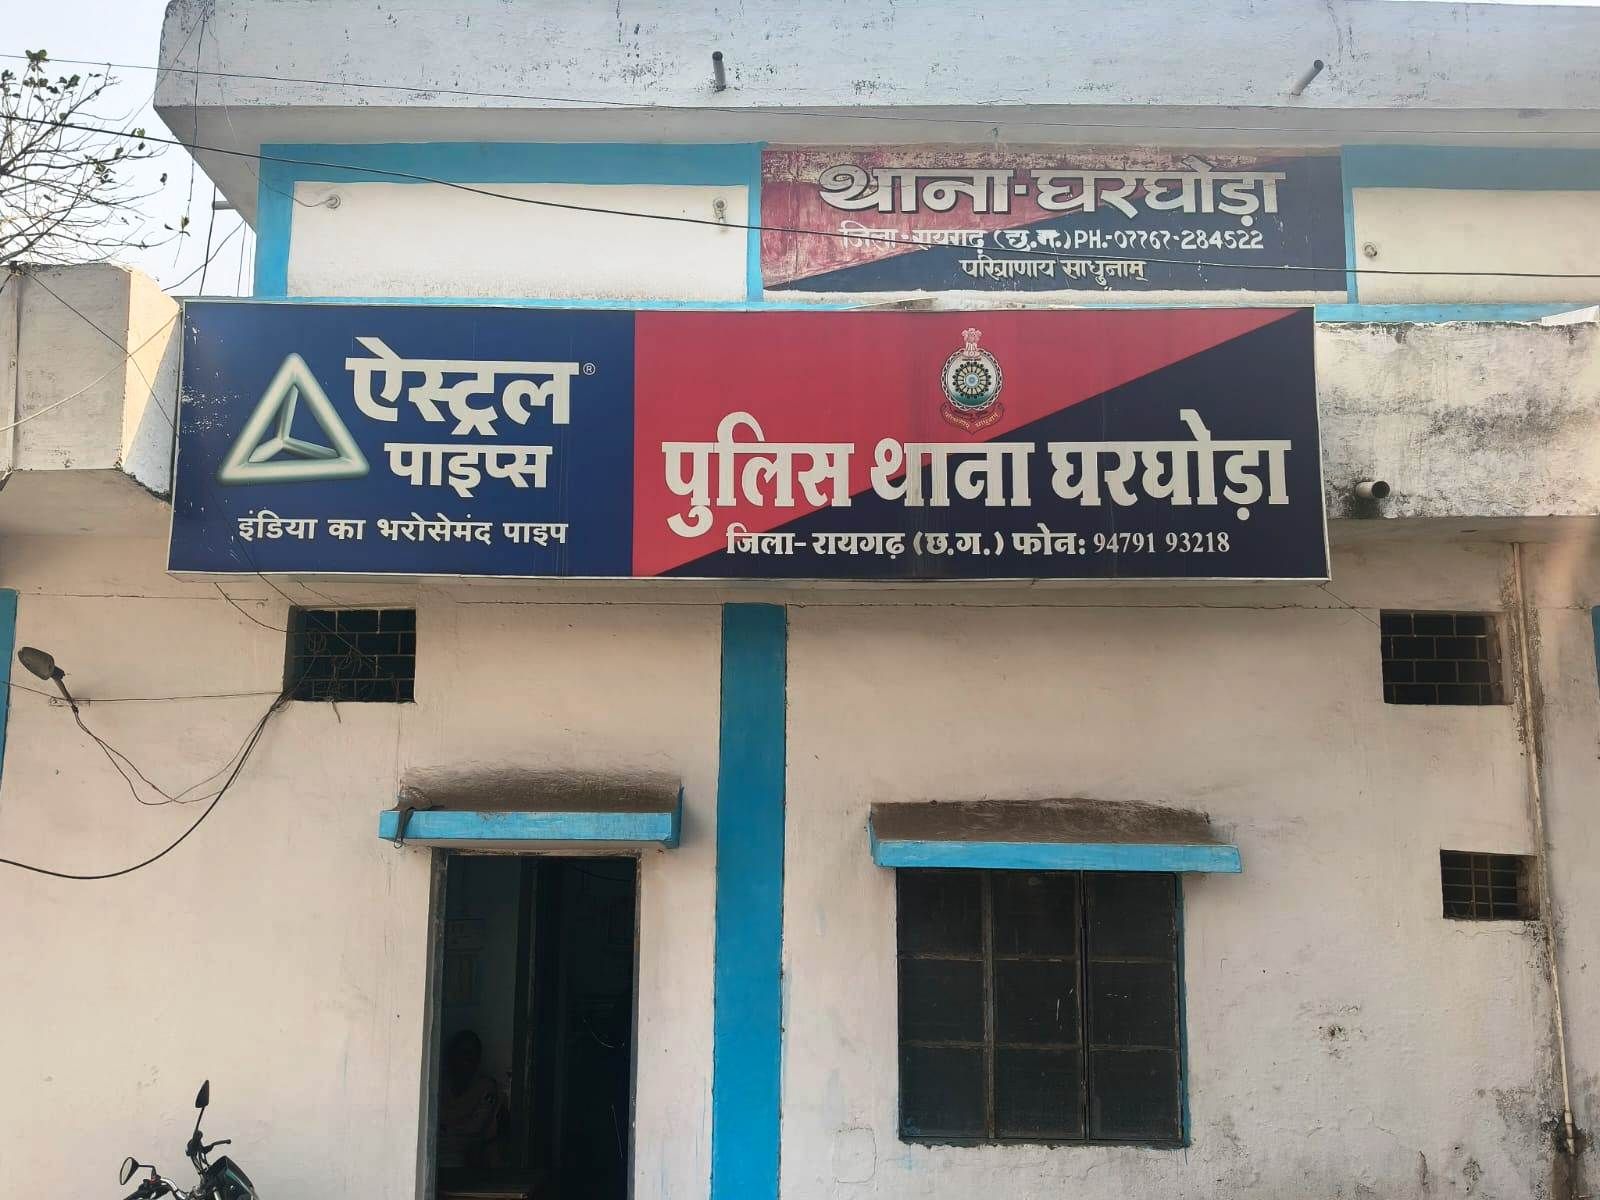 थाना-घरघोड़ा
जिला-रायगढ़ (छ.ग.) PH.-07767-284522
परित्राणाय साधुनाम्
ऐस्ट्रल®
पाइप्स
इंडिया का भरोसेमंद पाइप
पुलिस थाना घरघोड़ा
जिला-रायगढ़ (छ.ग.) फोन: 94791 93218